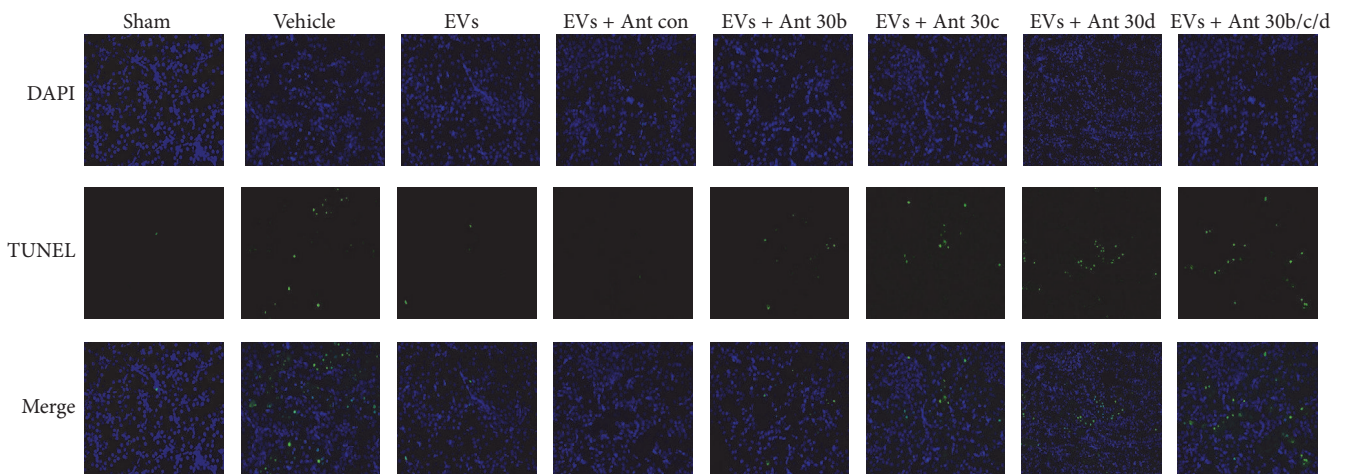 Sham Vehicle EVs EVs + Ant con EVs + Ant 30b EVs + Ant 30c EVs + Ant 30d EVs + Ant 30b/c/d
DAPI
TUNEL
Merge